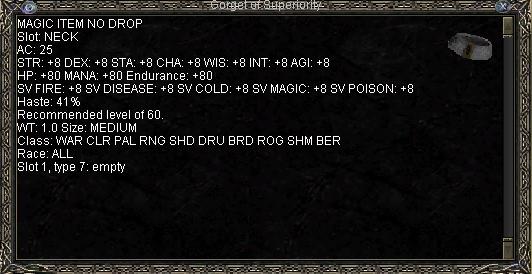 Gorget of Superiority
MAGIC ITEM NO DROP
Slot: NECK
AC: 25
STR: +8 DEX: +8 STA: +8 CHA: +8 WIS: +8 INT: +8 AGI: +8
HP: +80 MANA: +80 Endurance: +80
SV FIRE: +8 SV DISEASE: +8 SV COLD: +8 SV MAGIC: +8 SV POISON: +8
Haste: 41%
Recommended level of 60.
WT: 1.0 Size: MEDIUM
Class: WAR CLR PAL RNG SHD DRU BRD ROG SHM BER
Race: ALL
Slot 1, type 7: empty